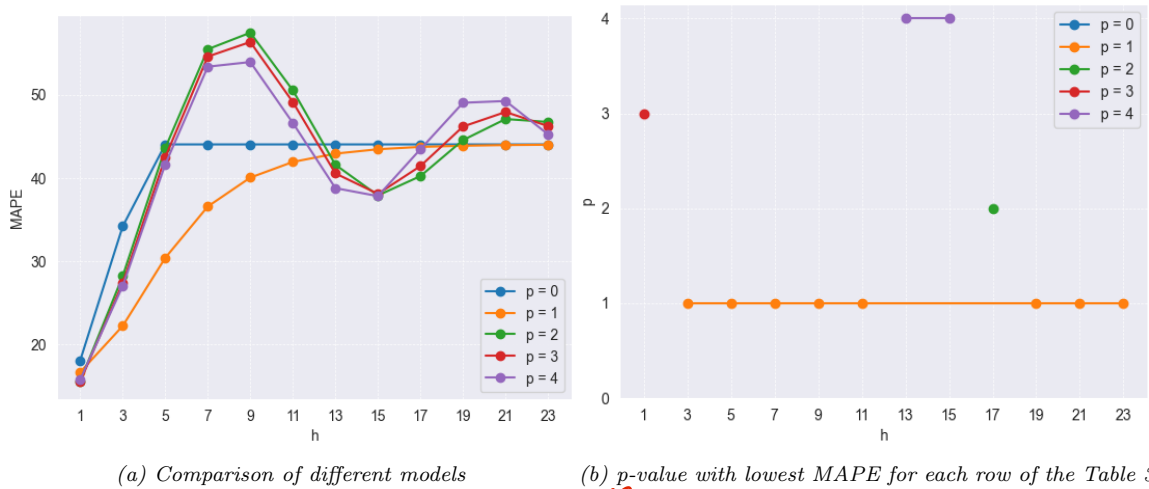 50
40
30
20
MAPE
1 3 5 7 9 11 13 15 17 19 21 23
h
p = 0
p = 1
p = 2
p = 3
p = 4
(a) Comparison of different models
4
3
2
1
0
p
1 3 5 7 9 11 13 15 17 19 21 23
h
p = 0
p = 1
p = 2
p = 3
p = 4
(b) p-value with lowest MAPE for each row of the Table